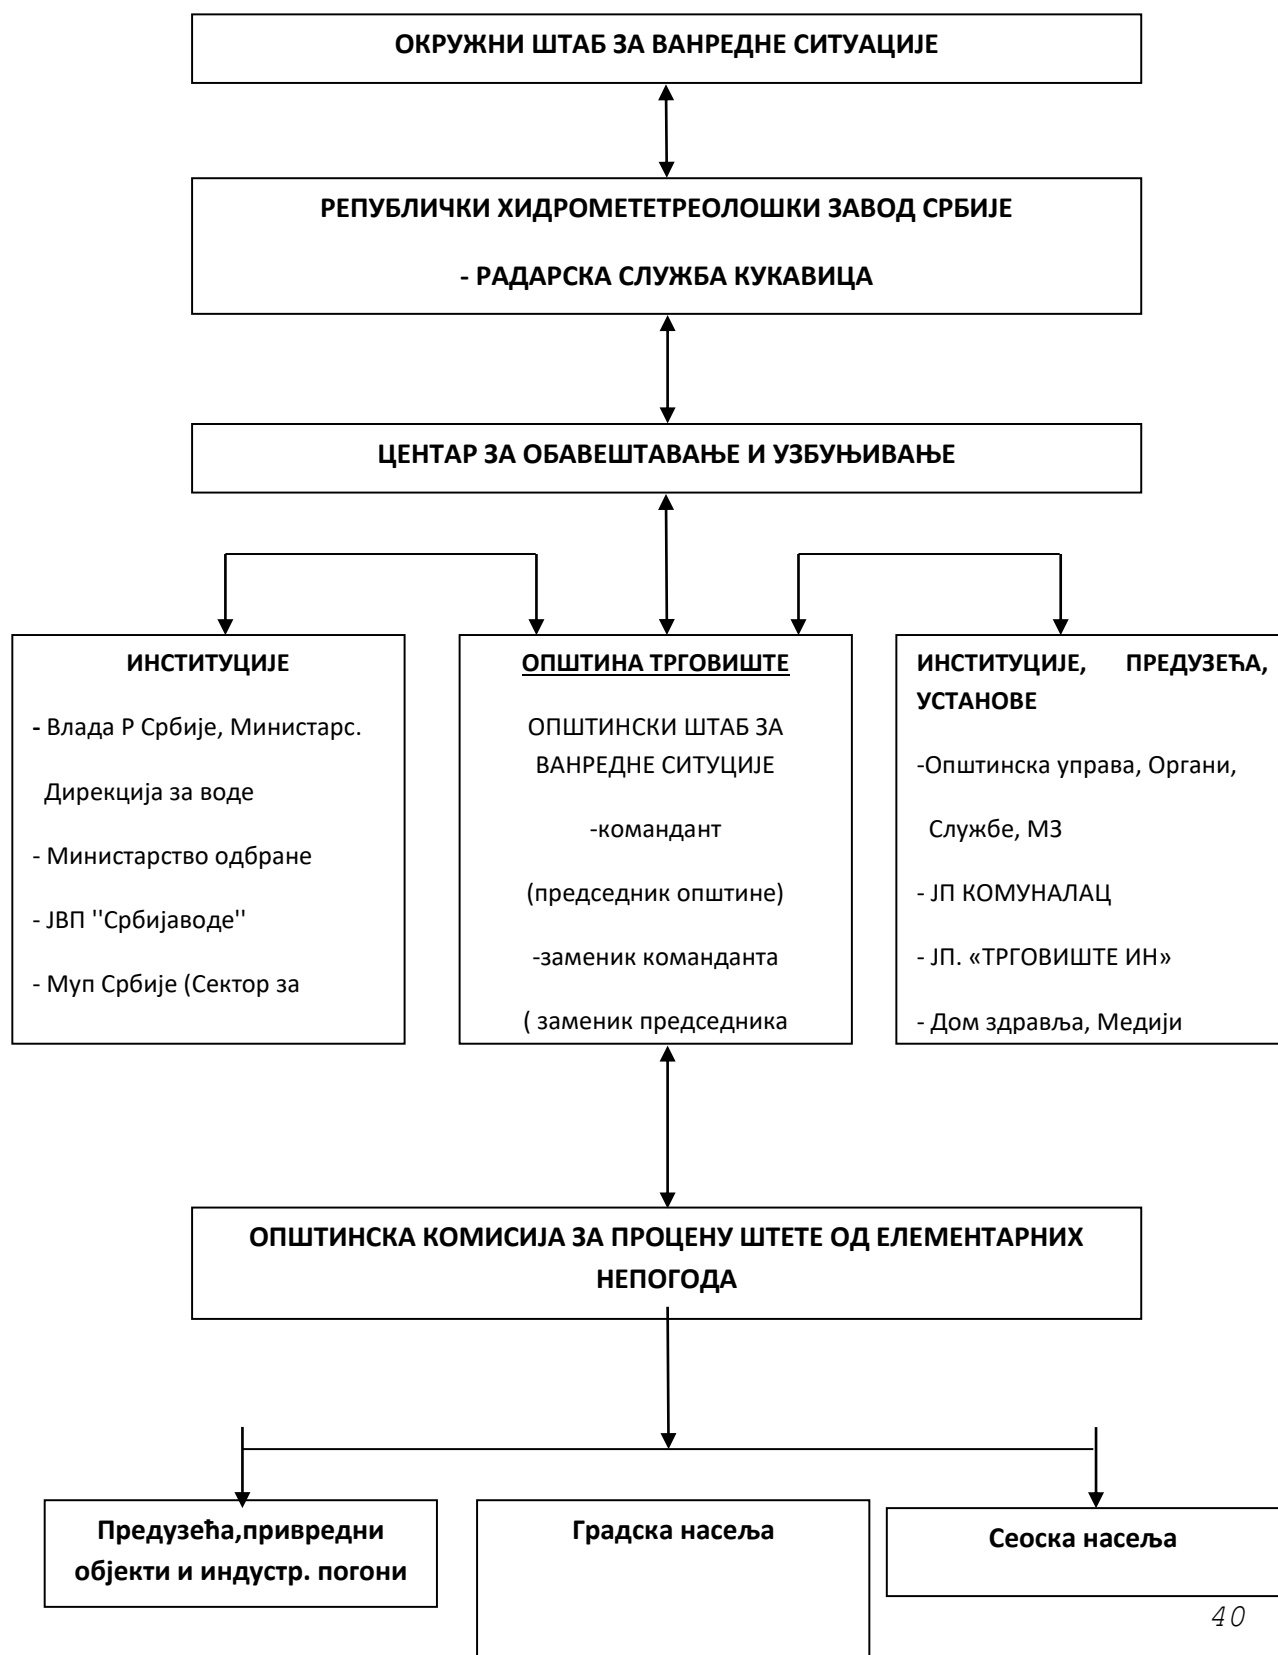 ОКРУЖНИ ШТАБ ЗА ВАНРЕДНЕ СИТУАЦИЈЕ
РЕПУБЛИЧКИ ХИДРОМЕТЕТРЕОЛОШКИ ЗАВОД СРБИЈЕ
- РАДАРСКА СЛУЖБА КУКАВИЦА
ЦЕНТАР ЗА ОБАВЕШТАВАЊЕ И УЗБУЊИВАЊЕ
ИНСТИТУЦИЈЕ
- Влада Р Србије, Министарс.
Дирекција за воде
- Министарство одбране
- ЈВП ''Србијаводе''
- Муп Србије (Сектор за
ОПШТИНА ТРГОВИШТЕ
ОПШТИНСКИ ШТАБ ЗА
ВАНРЕДНЕ СИТУЦИЈЕ
-командант
(председник општине)
-заменик команданта
( заменик председника
ИНСТИТУЦИЈЕ, ПРЕДУЗЕЋА,
УСТАНОВЕ
-Општинска управа, Органи,
Службе, МЗ
- ЈП КОМУНАЛАЦ
- ЈП. «ТРГОВИШТЕ ИН»
- Дом здравља, Медији
ОПШТИНСКА КОМИСИЈА ЗА ПРОЦЕНУ ШТЕТЕ ОД ЕЛЕМЕНТАРНИХ
НЕПОГОДА
Предузећа,привредни
објекти и индустр. погони
Градска насеља
Сеоска насеља
40